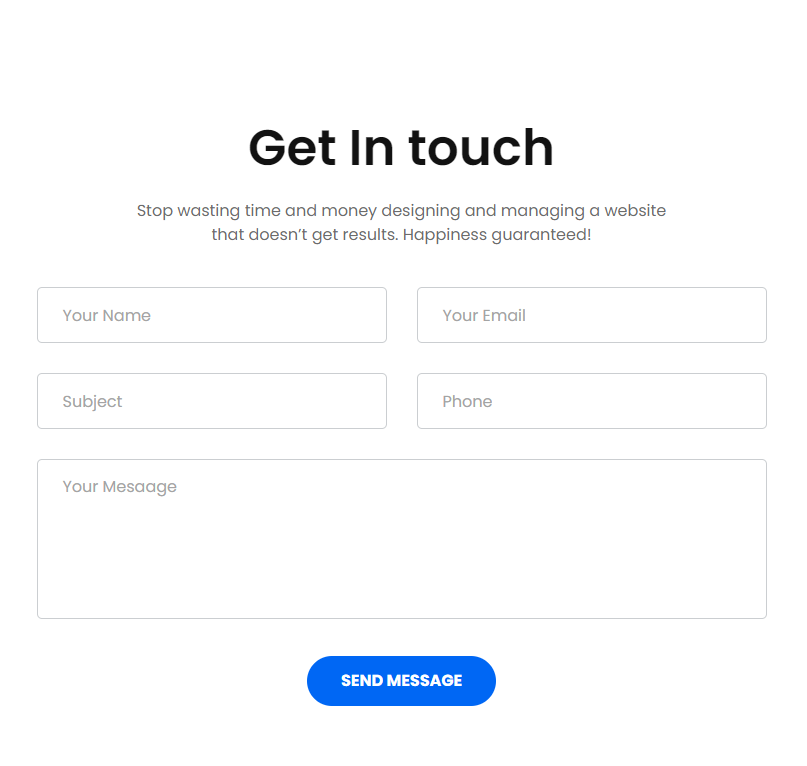 Get In touch
Stop wasting time and money designing and managing a website
that doesn’t get results. Happiness guaranteed!
Your Name
Your Email
Subject
Phone
Your Mesaage
SEND MESSAGE